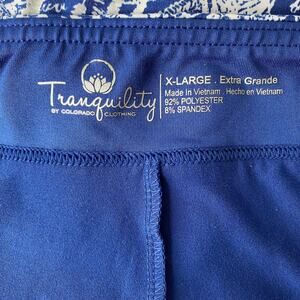 Tranquility
BY COLORADO CLOTHING
X-LARGE . Extra Grande
Made in Vietnam . Hecho en Vietnam
92% POLYESTER
8% SPANDEX